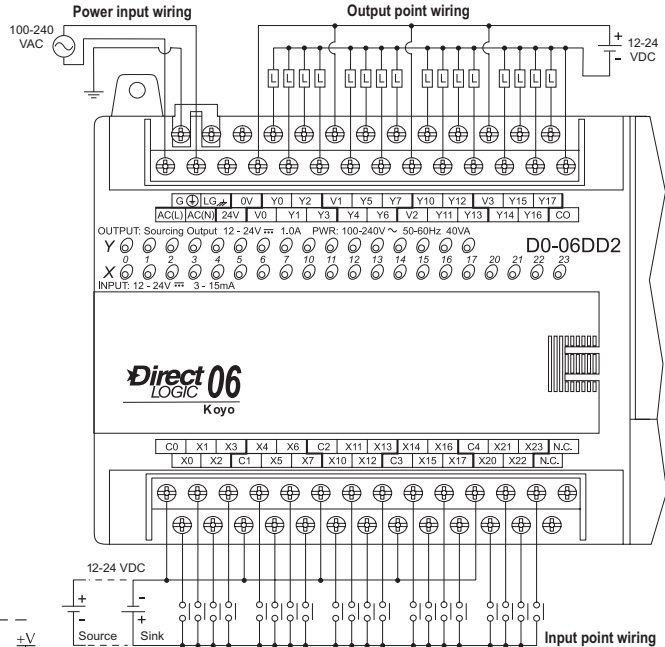 Power input wiring
Output point wiring
100-240
VAC
+
-
12-24
VDC
L L L L L L L L L L L L L L L L
G LG 0V Y0 Y2 V1 Y5 Y7 Y10 Y12 V3 Y15 Y17
AC(L) AC(N) 24V V0 Y1 Y3 Y4 Y6 V2 Y11 Y13 Y14 Y16 CO
OUTPUT: Sourcing Output 12 - 24V 1.0A PWR: 100-240V ~ 50-60Hz 40VA
D0-06DD2
Y
0 1 2 3 4 5 6 7 10 11 12 13 14 15 16 17 20 21 22 23
X
INPUT: 12 - 24V 3 - 15mA
Direct
LOGIC 06
Koyo
C0 X1 X3 X4 X6 C2 X11 X13 X14 X16 C4 X21 X23 N.C.
X0 X2 C1 X5 X7 X10 X12 C3 X15 X17 X20 X22 N.C.
12-24 VDC
+ -
- +
Source Sink
+V
Input point wiring